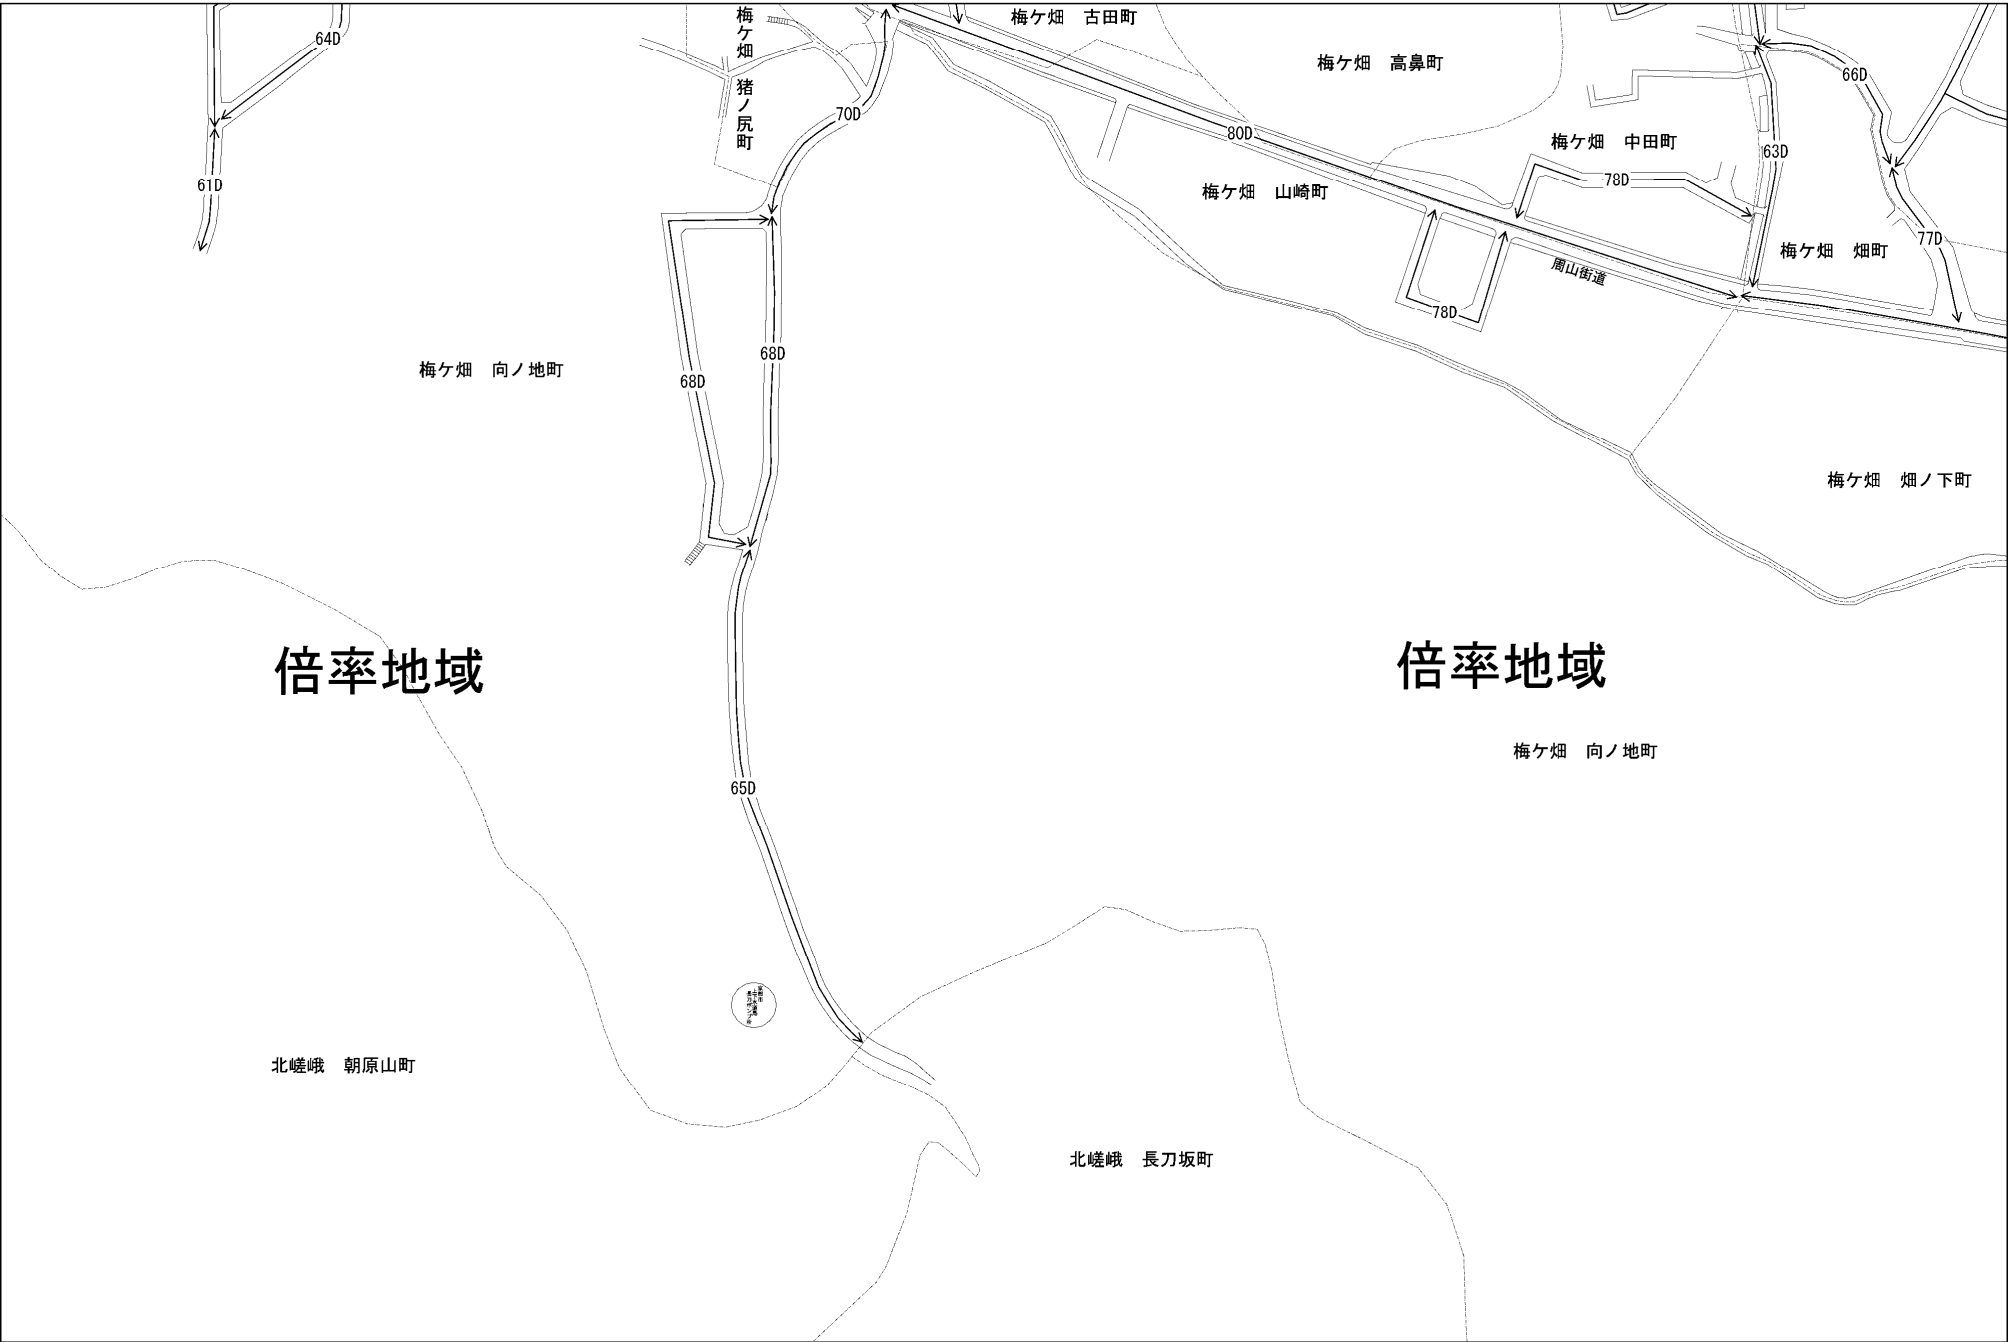 梅ケ畑 猪ノ尻町
梅ケ畑 古田町
64D
梅ケ畑 高鼻町
66D
70D
80D
梅ケ畑 中田町
63D
61D
78D
梅ケ畑 山崎町
77D
梅ケ畑 畑町
周山街道
78D
68D
梅ケ畑 向ノ地町
68D
梅ケ畑 畑ノ下町
倍率地域
倍率地域
梅ケ畑 向ノ地町
65D
北嵯峨 朝原山町
北嵯峨 長刀坂町